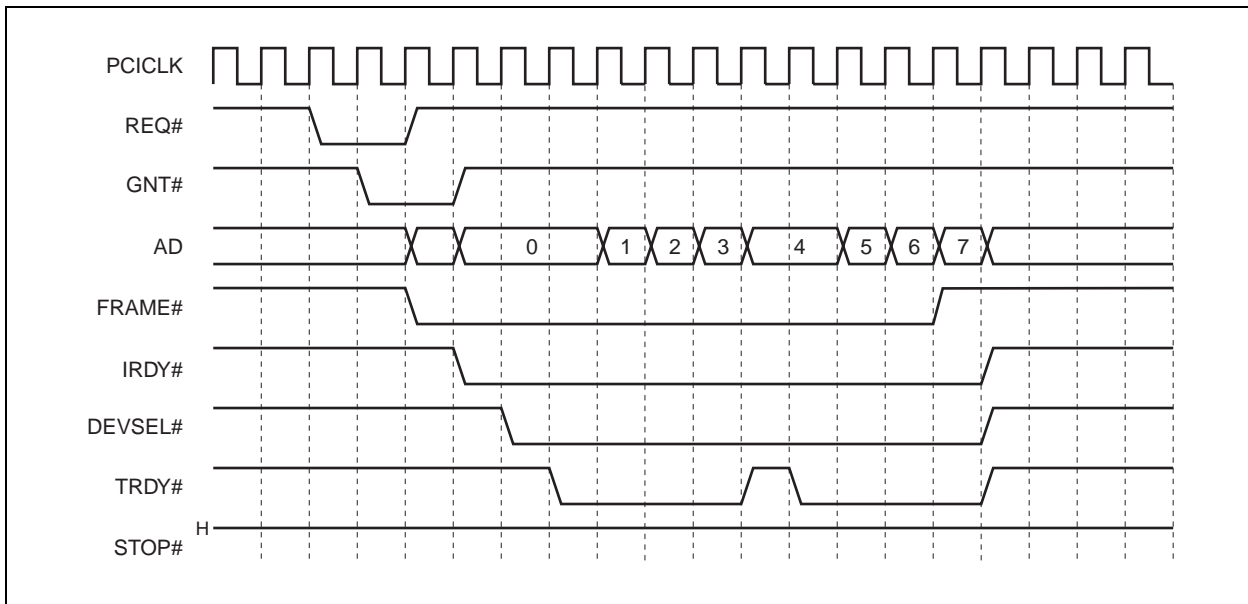 PCICLK
REQ#
GNT#
AD 0 1 2 3 4 5 6 7
FRAME#
IRDY#
DEVSEL#
TRDY#
H
STOP#